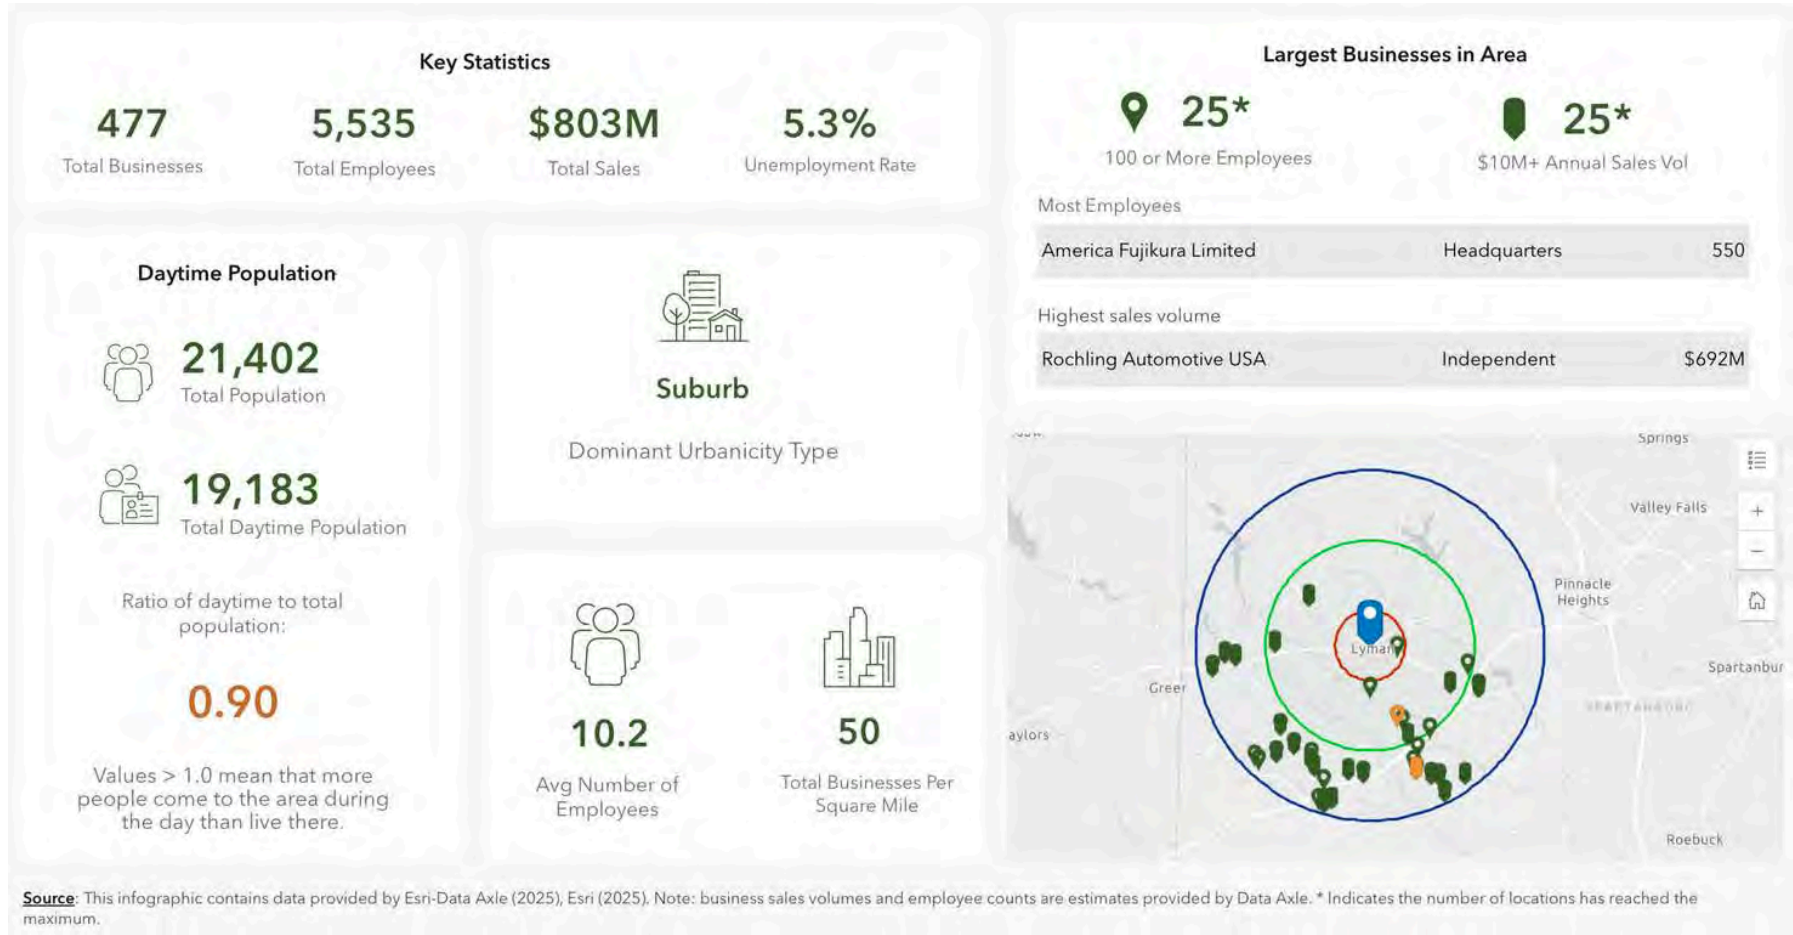 Key Statistics
477
Total Businesses
5,535
Total Employees
$803M
Total Sales
5.3%
Unemployment Rate
Daytime Population
21,402
Total Population
19,183
Total Daytime Population
Ratio of daytime to total
population:
0.90
Values > 1.0 mean that more
people come to the area during
the day than live there.
Suburb
Dominant Urbanicity Type
10.2
Avg Number of
Employees
50
Total Businesses Per
Square Mile
Largest Businesses in Area
25*
100 or More Employees
25*
$10M+ Annual Sales Vol
Most Employees
America Fujikura Limited Headquarters 550
Highest sales volume
Rochling Automotive USA Independent $692M
Springs
Valley Falls
Pinnacle
Heights
Lyman
Spartanbur
Greer
SPARTANBURG
aylors
Roebuck
Source: This infographic contains data provided by Esri-Data Axle (2025), Esri (2025). Note: business sales volumes and employee counts are estimates provided by Data Axle. * Indicates the number of locations has reached the
maximum.